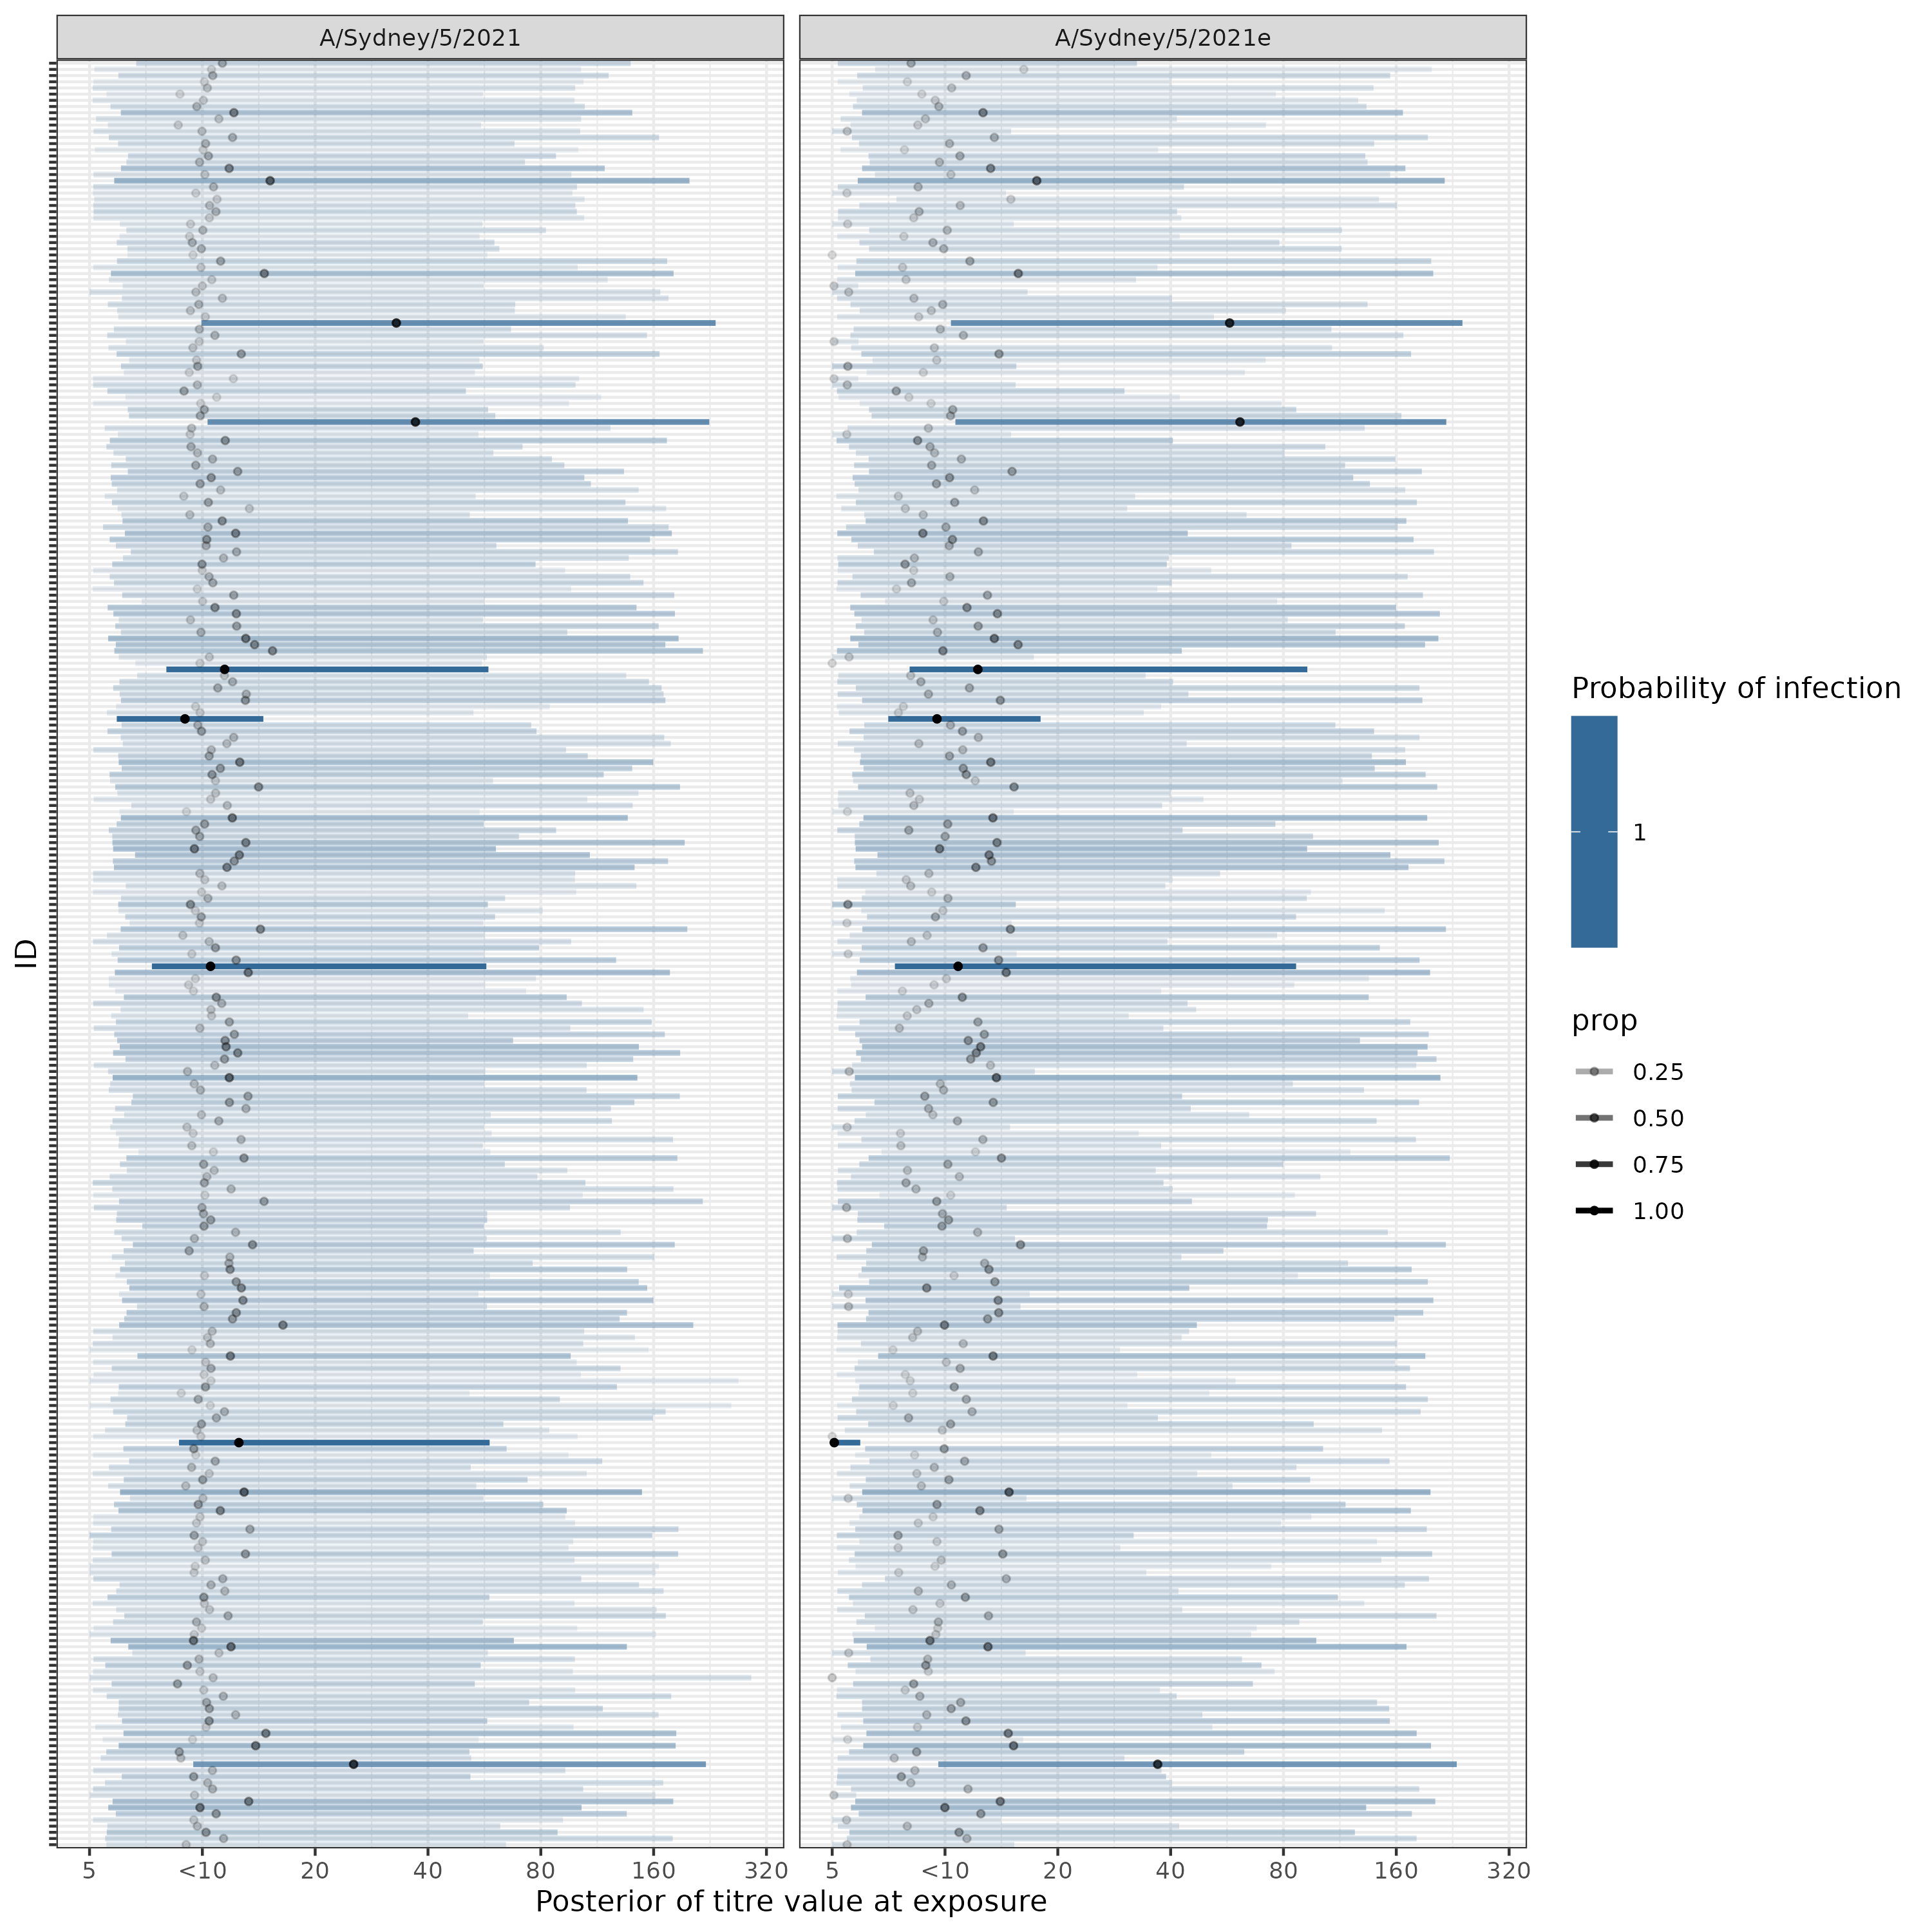 A/Sydney/5/2021
A/Sydney/5/2021e
ID
5 <10 20 40 80 160 320
5 <10 20 40 80 160 320
Posterior of titre value at exposure
Probability of infection
1
prop
0.25
0.50
0.75
1.00